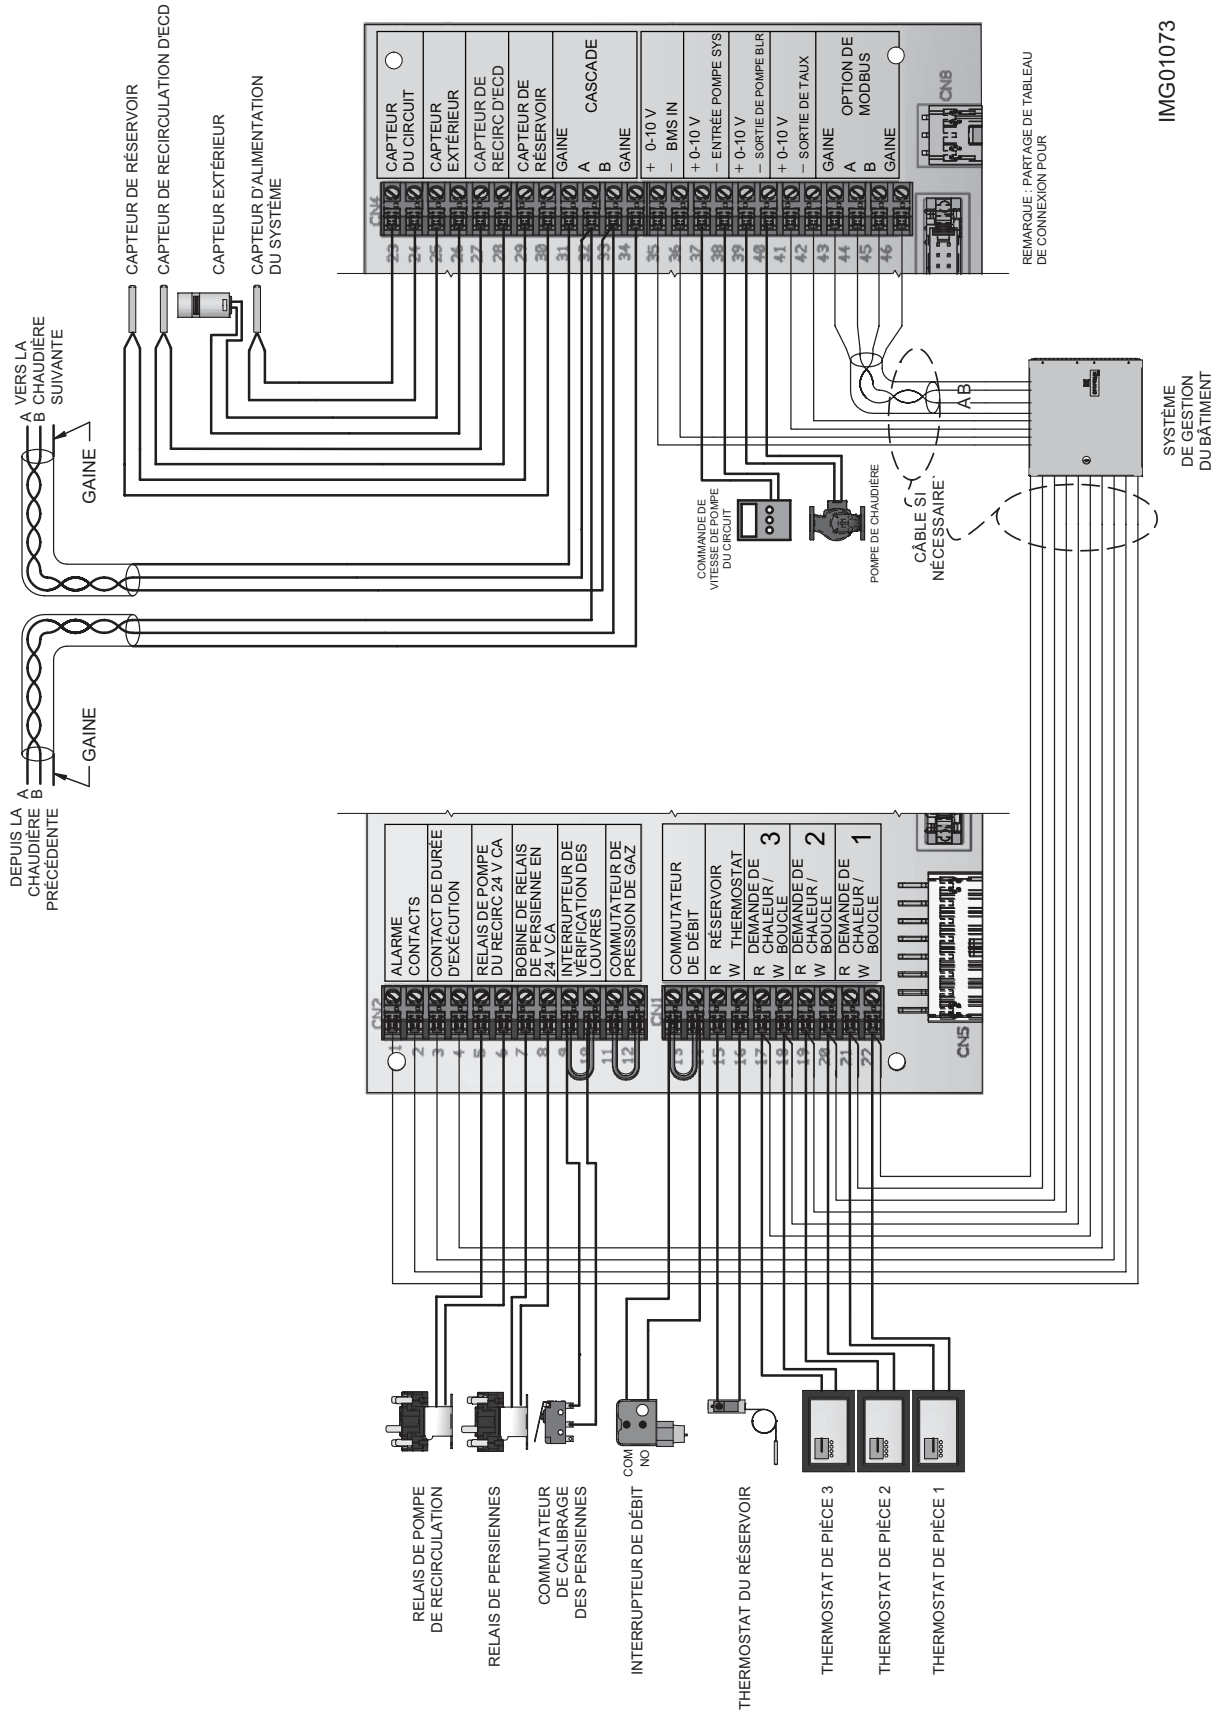 DEPUIS LA
CHAUDIÈRE
PRÉCÉDENTE
A
B
GAINE
A
B
VERS LA
CHAUDIÈRE
SUIVANTE
GAINE
CAPTEUR DE RÉSERVOIR
CAPTEUR DE RECIRCULATION D'ECD
CAPTEUR EXTÉRIEUR
CAPTEUR D'ALIMENTATION
DU SYSTÈME
RELAIS DE POMPE
DE RECIRCULATION
RELAIS DE PERSIENNES
COMMUTATEUR
DE CALIBRAGE
DES PERSIENNES
INTERRUPTEUR DE DÉBIT
COM
NO
THERMOSTAT DU RÉSERVOIR
THERMOSTAT DE PIÈCE 3
THERMOSTAT DE PIÈCE 2
THERMOSTAT DE PIÈCE 1
CN2
1
2
3
4
5
6
7
8
9
10
11
12
ALARME
CONTACTS
CONTACT DE DURÉE
D'EXÉCUTION
RELAIS DE POMPE
DU RECIRC 24 V CA
BOBINE DE RELAIS
DE PERSIENNE EN
24 V CA
INTERRUPTEUR DE
VÉRIFICATION DES
LOUVRES
COMMUTATEUR DE
PRESSION DE GAZ
CN1
13
14
15
16
17
18
19
20
21
22
COMMUTATEUR
DE DÉBIT
R RÉSERVOIR
W THERMOSTAT
R DEMANDE DE
CHALEUR / 3
W BOUCLE
R DEMANDE DE
CHALEUR / 2
W BOUCLE
R DEMANDE DE
CHALEUR / 1
W BOUCLE
CN5
CN6
23
24
25
26
27
28
29
30
31
32
33
34
35
36
37
38
39
40
41
42
43
44
45
46
CAPTEUR
DU CIRCUIT
CAPTEUR
EXTÉRIEUR
CAPTEUR DE
RECIRC D'ECD
CAPTEUR DE
RÉSERVOIR
GAINE
A
CASCADE
B
GAINE
+ 0-10 V
– BMS IN
+ 0-10 V
– ENTRÉE POMPE SYS
+ 0-10 V
– SORTIE DE POMPE BLR
+ 0-10 V
– SORTIE DE TAUX
GAINE
A
OPTION DE
MODBUS
B
GAINE
CN8
COMMANDE DE
VITESSE DE POMPE
DU CIRCUIT
POMPE DE CHAUDIÈRE
CÂBLE SI
NÉCESSAIRE
A
B
REMARQUE : PARTAGE DE TABLEAU
DE CONNEXION POUR
SYSTÈME
DE GESTION
DU BÂTIMENT
IMG01073